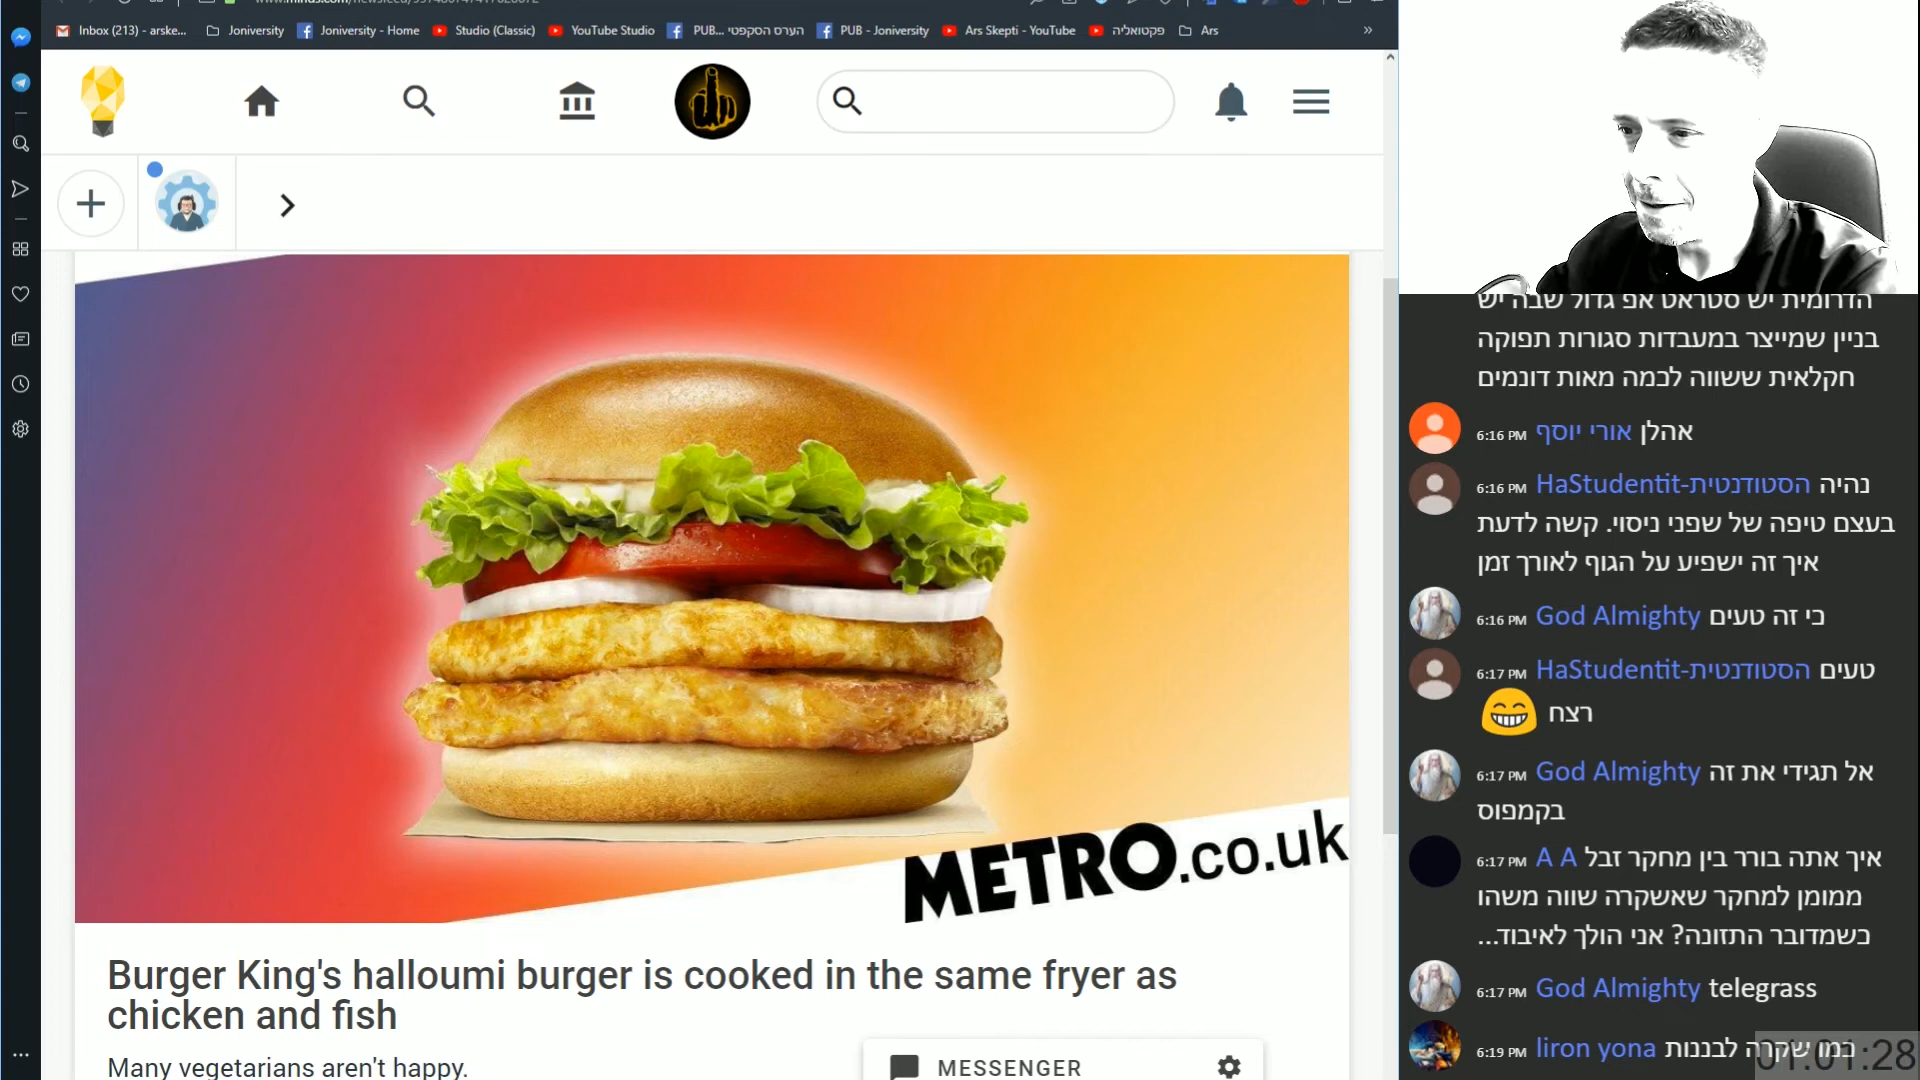 Inbox (213) - arske...
Joniversity
Joniversity - Home
Studio (Classic)
YouTube Studio
PUB... הערס הסקפטי
PUB - Joniversity
Ars Skepti - YouTube
פקטואליה
Ars
METRO.co.uk
Burger King's halloumi burger is cooked in the same fryer as
chicken and fish
Many vegetarians aren't happy.
MESSENGER
הדרומית יש סטראט אפ גדול שבה יש
בניין שמייצר במעבדות סגורות תפוקה
חקלאית ששווה לכמה מאות דונמים
6:16 PM אורי יוסף אהלן
6:16 PM HaStudentit-הסטודנטית נהיה
בעצם טיפה של שפני ניסוי. קשה לדעת
איך זה ישפיע על הגוף לאורך זמן
6:16 PM God Almighty כי זה טעים
6:17 PM HaStudentit-הסטודנטית טעים
רצח
6:17 PM God Almighty אל תגידי את זה
בקמפוס
6:17 PM A A איך אתה בורר בין מחקר זבל
ממומן למחקר שאשקרה שווה משהו
כשמדובר התזונה? אני הולך לאיבוד...
6:17 PM God Almighty telegrass
6:19 PM liron yona כמו שקרה לבננות
01:01:28